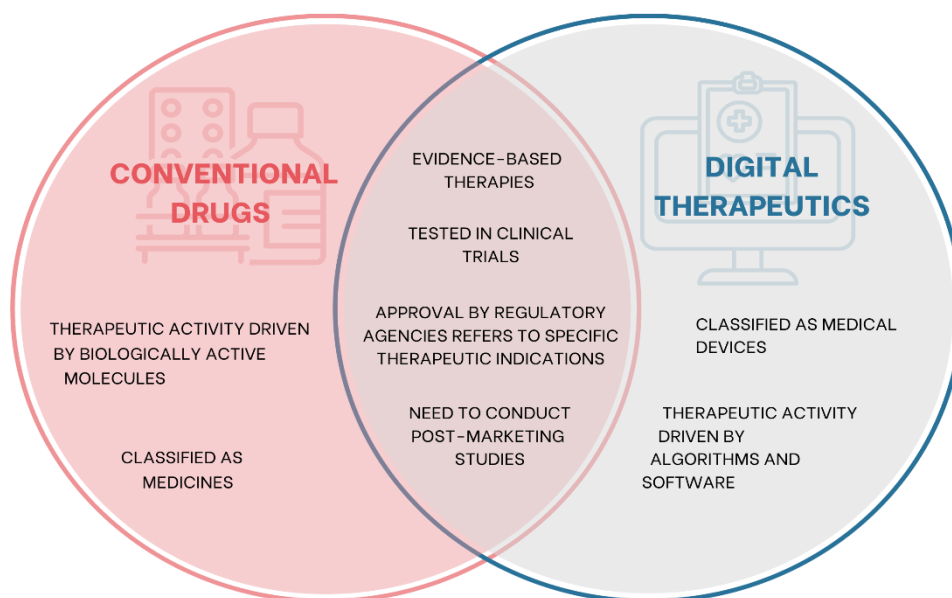 CONVENTIONAL
DRUGS
THERAPEUTIC ACTIVITY DRIVEN
BY BIOLOGICALLY ACTIVE
MOLECULES
CLASSIFIED AS
MEDICINES
EVIDENCE-BASED
THERAPIES
TESTED IN CLINICAL
TRIALS
APPROVAL BY REGULATORY
AGENCIES REFERS TO SPECIFIC
THERAPEUTIC INDICATIONS
NEED TO CONDUCT
POST-MARKETING
STUDIES
DIGITAL
THERAPEUTICS
CLASSIFIED AS MEDICAL
DEVICES
THERAPEUTIC ACTIVITY
DRIVEN BY
ALGORITHMS AND
SOFTWARE